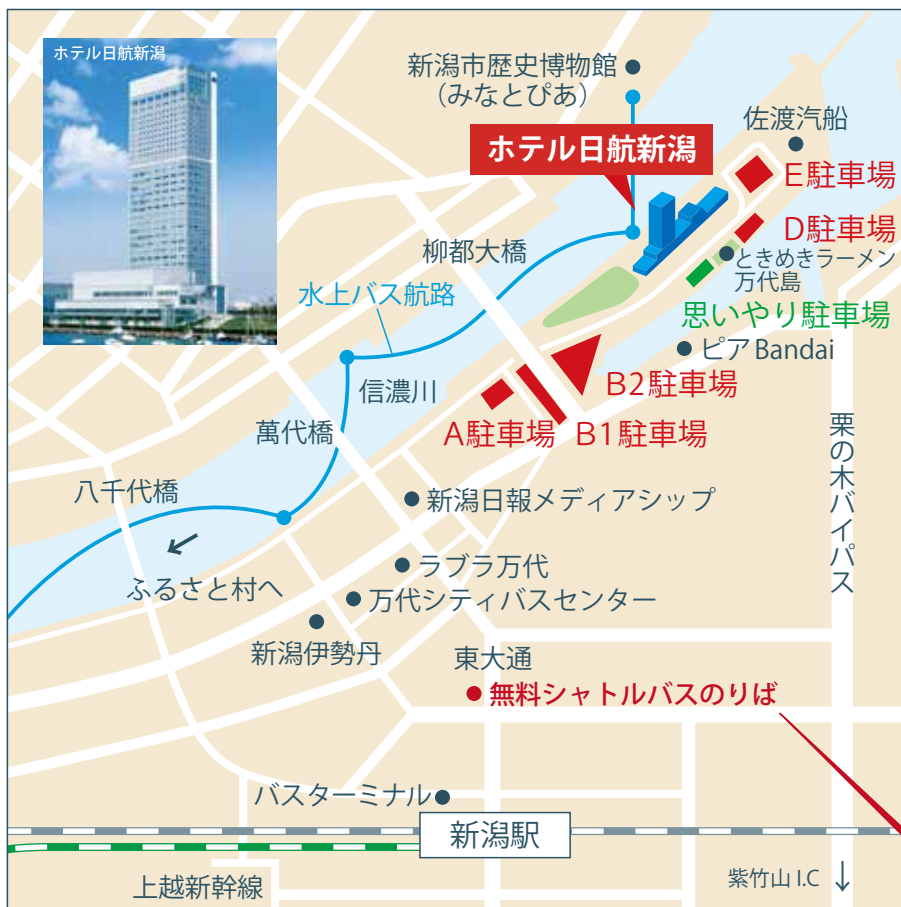 ホテル日航新潟
新潟市歴史博物館
(みなとぴあ)
佐渡汽船
ホテル日航新潟
E駐車場
D駐車場
柳都大橋
ときめきラーメン
万代島
水上バス航路
思いやり駐車場
ピアBandai
信濃川
B2駐車場
萬代橋
A駐車場
B1駐車場
栗の木バイパス
八千代橋
新潟日報メディアシップ
ふるさと村へ
ラブラ万代
万代シティバスセンター
新潟伊勢丹
東大通
無料シャトルバスのりば
バスターミナル
新潟駅
上越新幹線
紫竹山 I.C